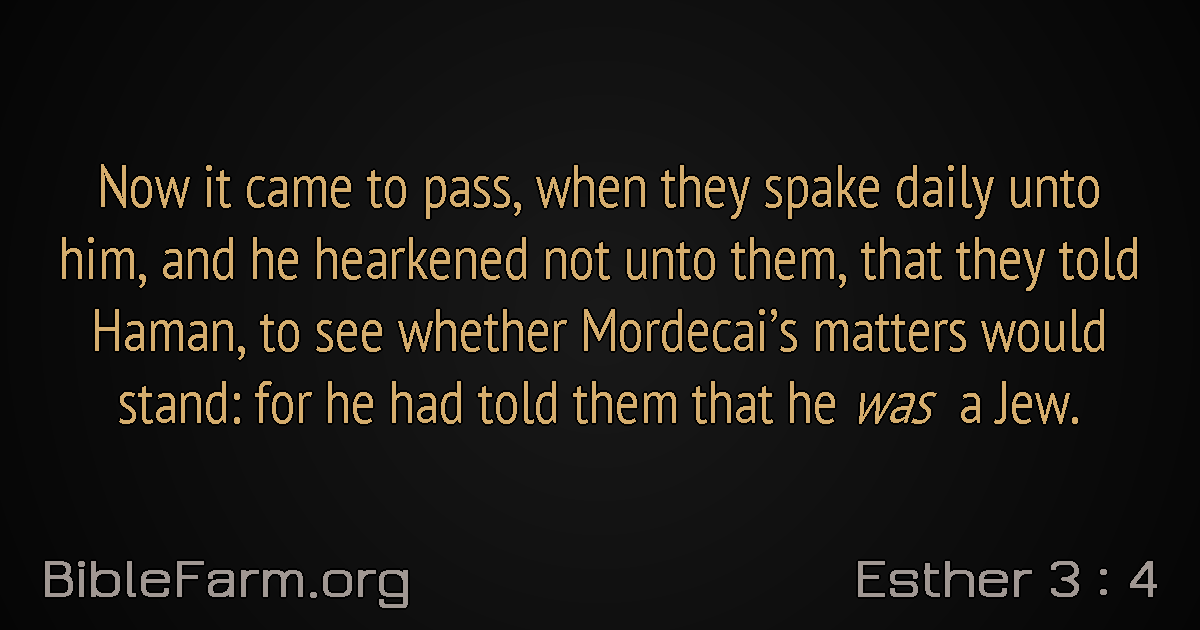 Now it came to pass, when they spake daily unto
him, and he hearkened not unto them, that they told
Haman, to see whether Mordecai’s matters would
stand: for he had told them that he was a Jew.
BibleFarm.org
Esther 3 : 4